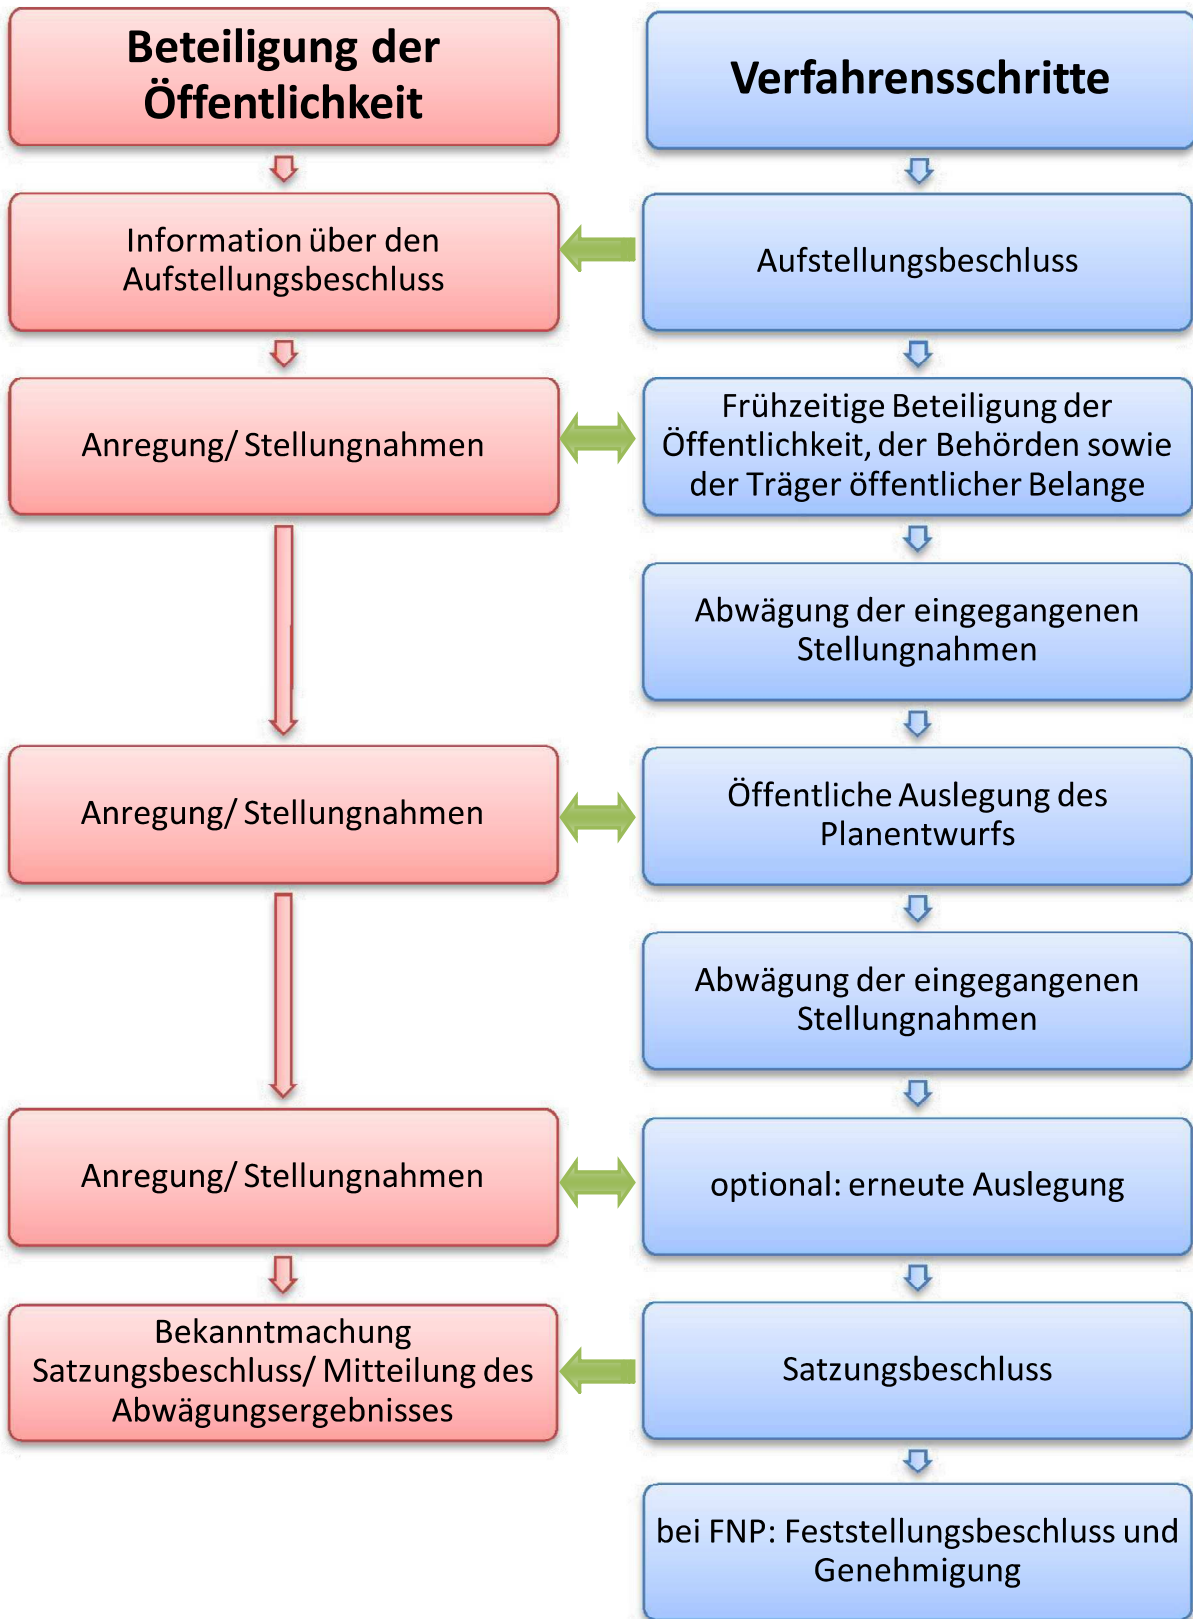 Beteiligung der
Öffentlichkeit
Verfahrensschritte
Information über den
Aufstellungsbeschluss
Aufstellungsbeschluss
Anregung/ Stellungnahmen
Frühzeitige Beteiligung der
Öffentlichkeit, der Behörden sowie
der Träger öffentlicher Belange
Abwägung der eingegangenen
Stellungnahmen
Anregung/ Stellungnahmen
Öffentliche Auslegung des
Planentwurfs
Abwägung der eingegangenen
Stellungnahmen
Anregung/ Stellungnahmen
optional: erneute Auslegung
Bekanntmachung
Satzungsbeschluss/ Mitteilung des
Abwägungsergebnisses
Satzungsbeschluss
bei FNP: Feststellungsbeschluss und
Genehmigung